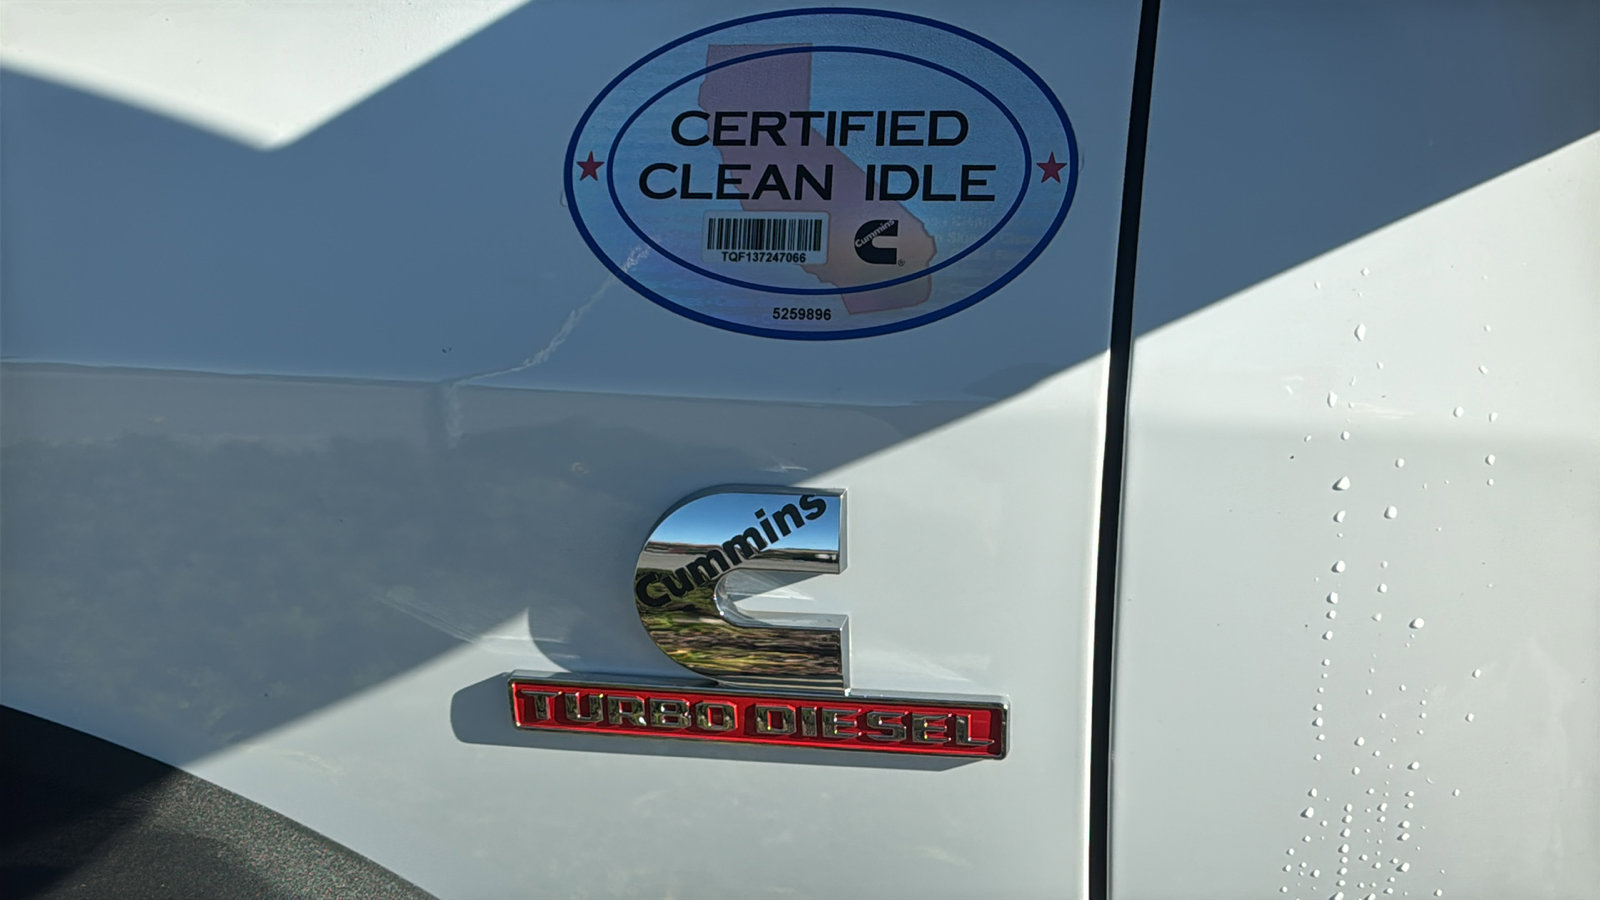 CERTIFIED
CLEAN IDLE
TQF137247066
Cummins
®
5259896
Cummins
TURBO DIESEL